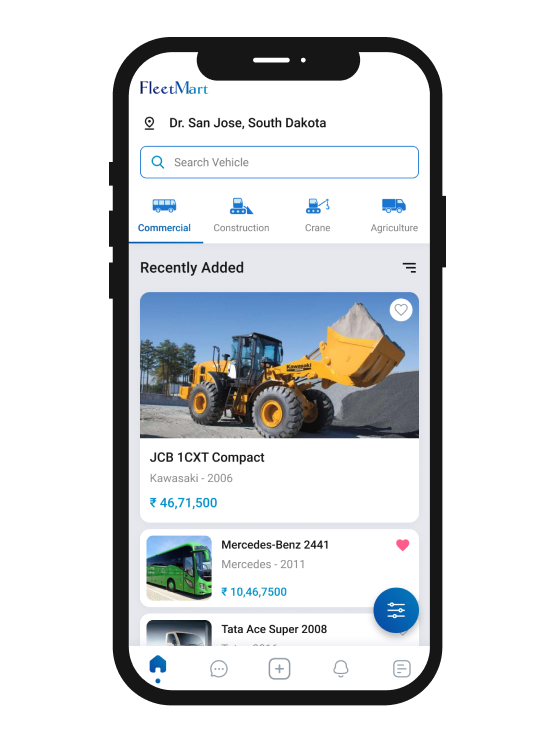 FleetMart
Dr. San Jose, South Dakota
Search Vehicle
Commercial
Construction
Crane
Agriculture
Recently Added
Kawasaki
JCB 1CXT Compact
Kawasaki - 2006
₹ 46,71,500
Mercedes-Benz 2441
Mercedes - 2011
₹ 10,46,7500
Tata Ace Super 2008